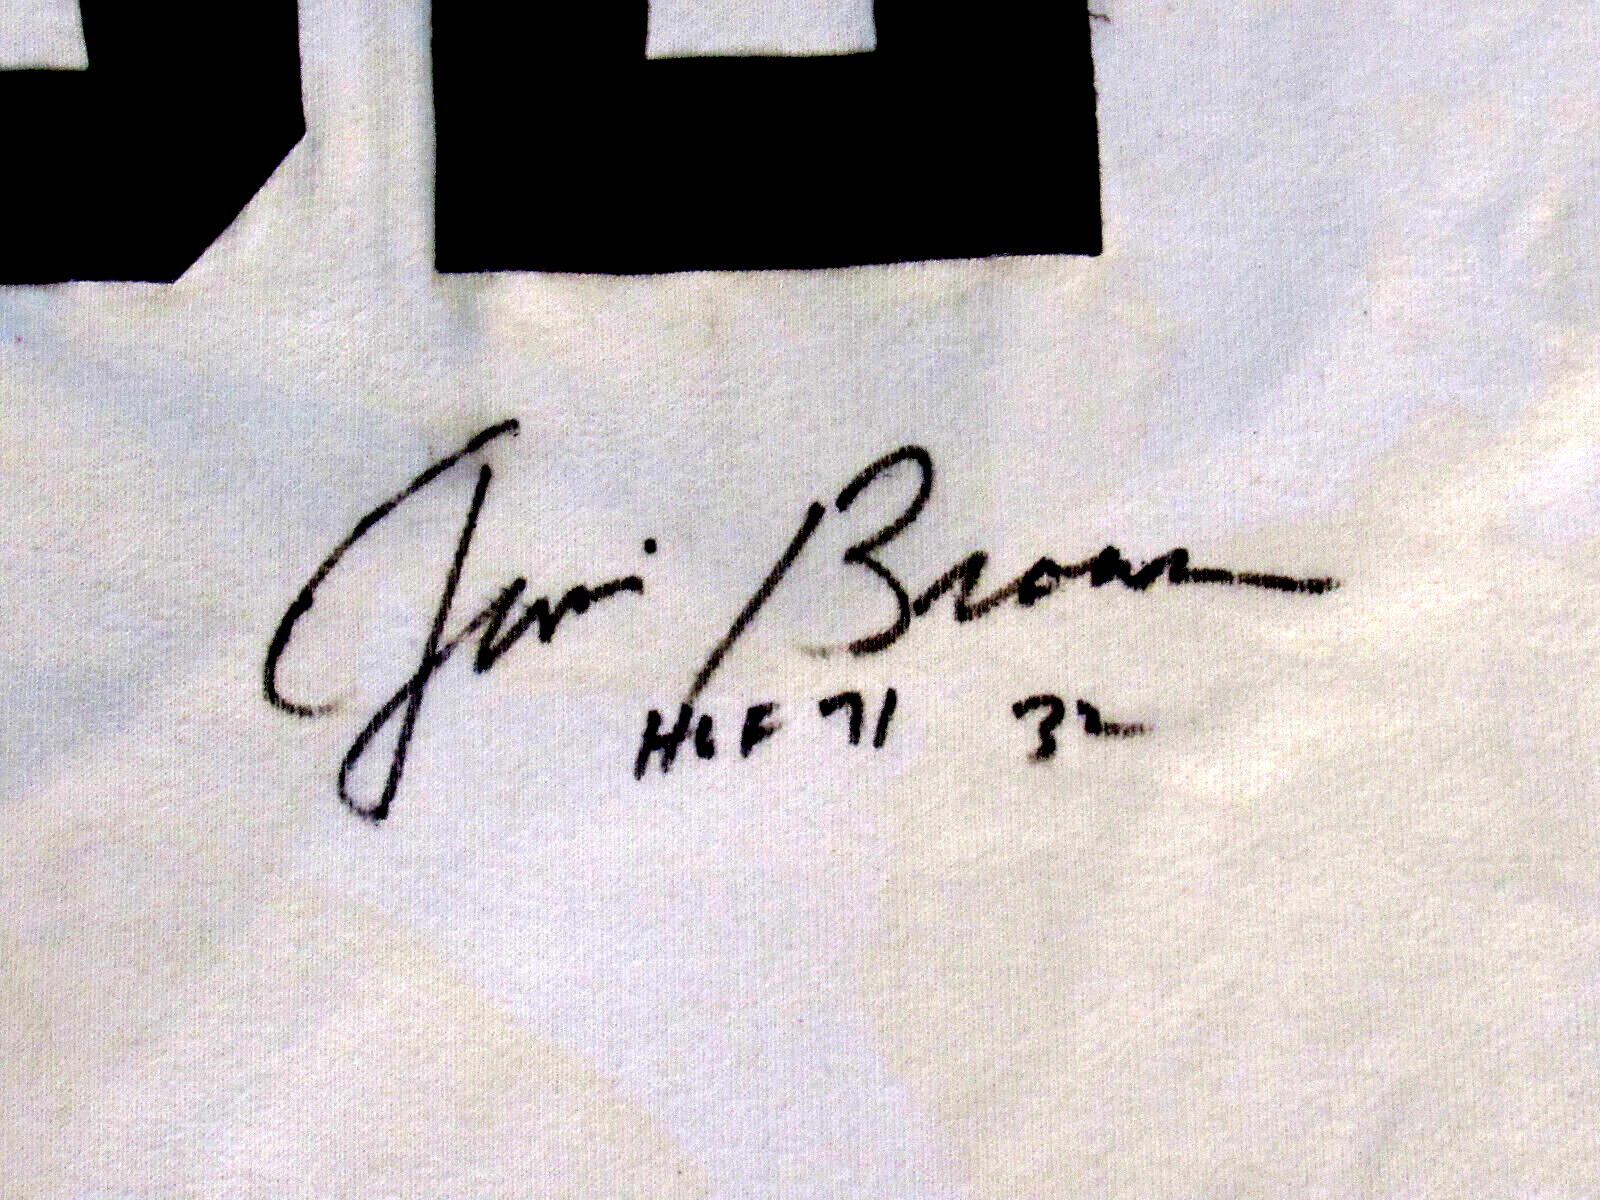 Jim Brown
HOF 71 32